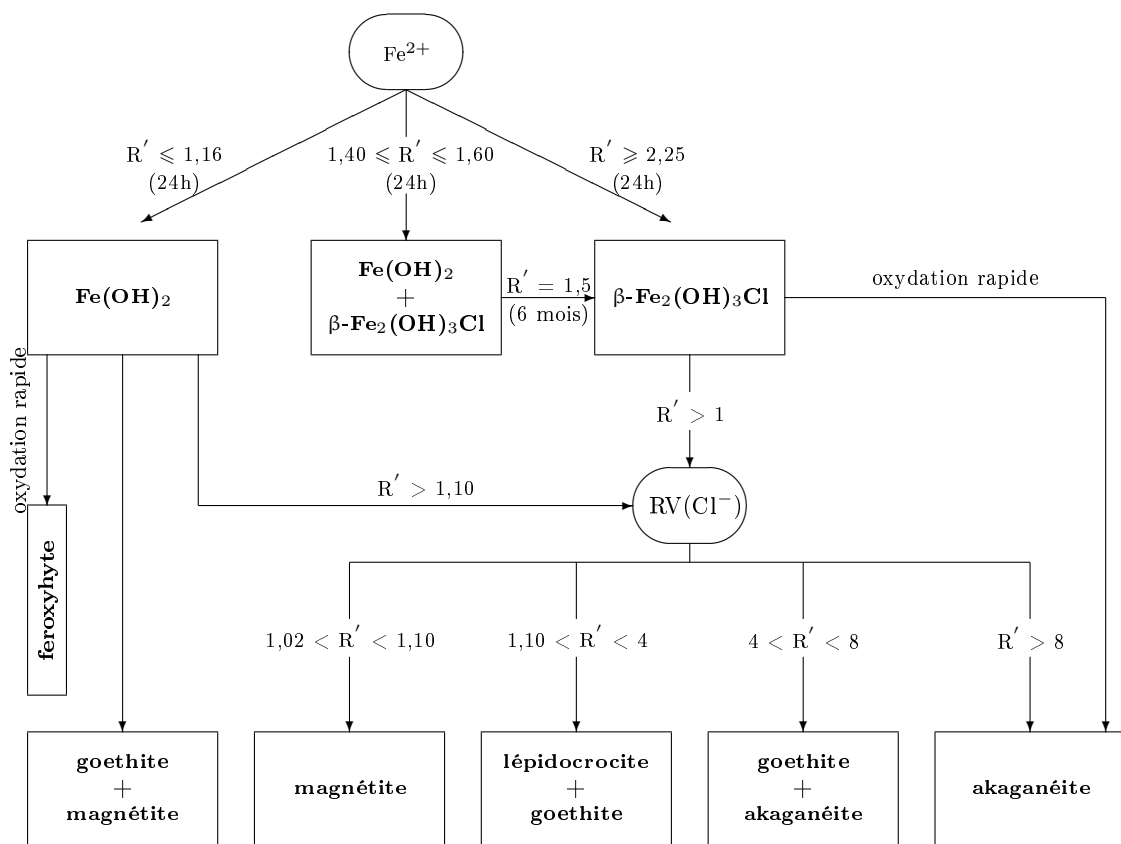 Fe²⁺
R′ ⩽ 1,16
(24h)
1,40 ⩽ R′ ⩽ 1,60
(24h)
R′ ⩾ 2,25
(24h)
Fe(OH)₂
Fe(OH)₂
+
β-Fe₂(OH)₃Cl
R′ = 1,5
(6 mois)
β-Fe₂(OH)₃Cl
oxydation rapide
oxydation rapide
R′ > 1
R′ > 1,10
RV(Cl⁻)
feroxyhyte
1,02 < R′ < 1,10
1,10 < R′ < 4
4 < R′ < 8
R′ > 8
goethite
+
magnétite
magnétite
lépidocrocite
+
goethite
goethite
+
akaganéite
akaganéite